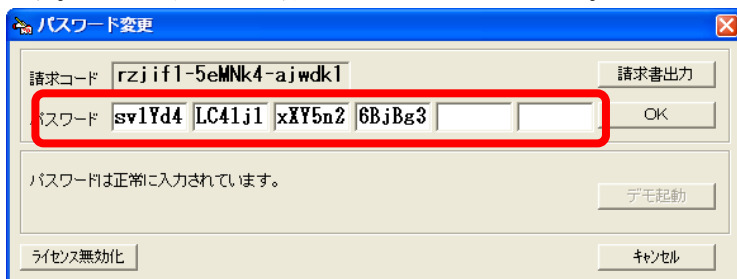 パスワード変更
請求コード rzjif1-5eMNk4-ajwdk1 請求書出力
パスワード sv1Yd4 LC41j1 xXY5n2 6BjBg3 OK
パスワードは正常に入力されています。
デモ起動
ライセンス無効化 キャンセル